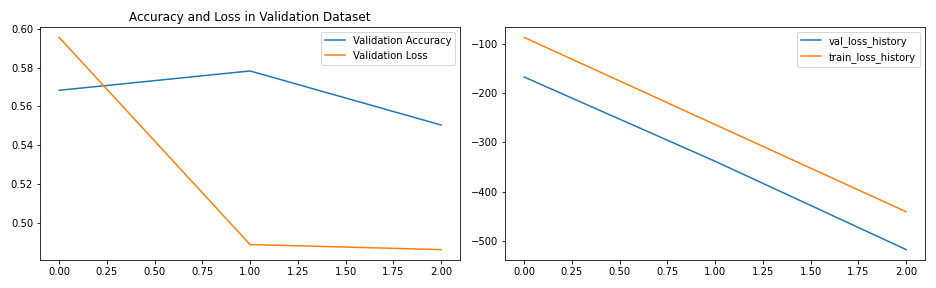 Accuracy and Loss in Validation Dataset
Validation Accuracy
Validation Loss
0.60
0.58
0.56
0.54
0.52
0.50
0.00 0.25 0.50 0.75 1.00 1.25 1.50 1.75 2.00
val_loss_history
train_loss_history
−100
−200
−300
−400
−500
0.00 0.25 0.50 0.75 1.00 1.25 1.50 1.75 2.00